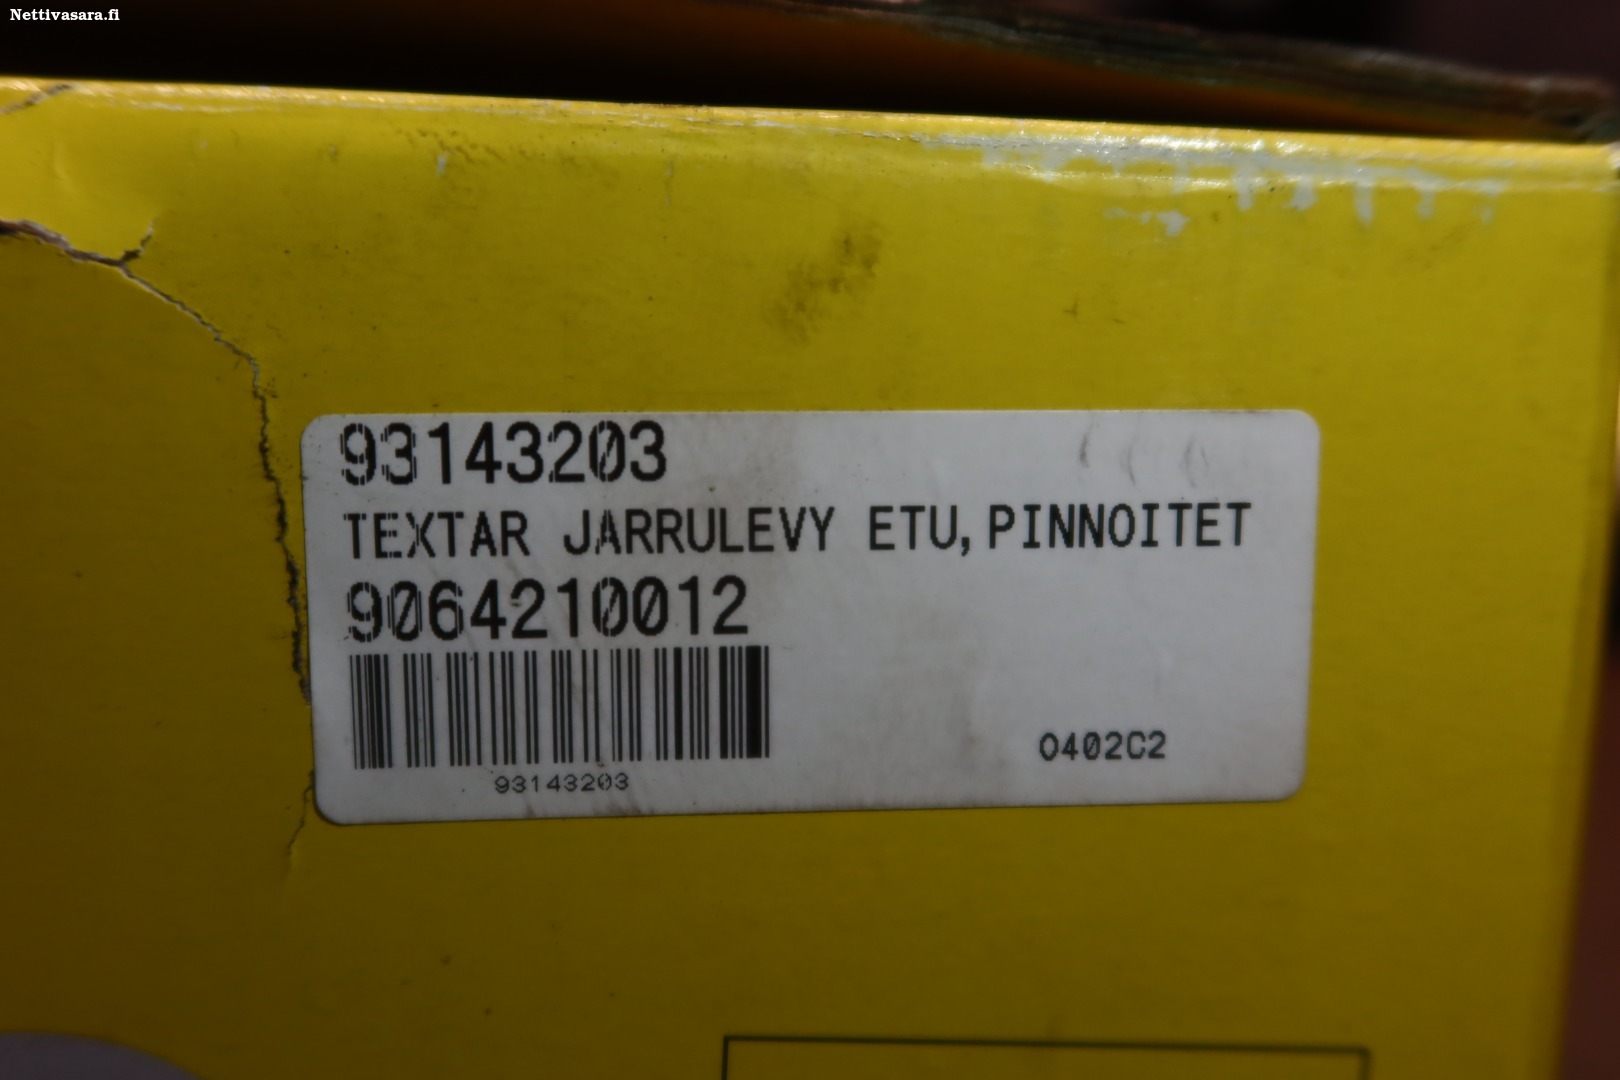 Nettivasara.fi
93143203
TEXTAR JARRULEVY ETU,PINNOITET
9064210012
93143203
0402C2